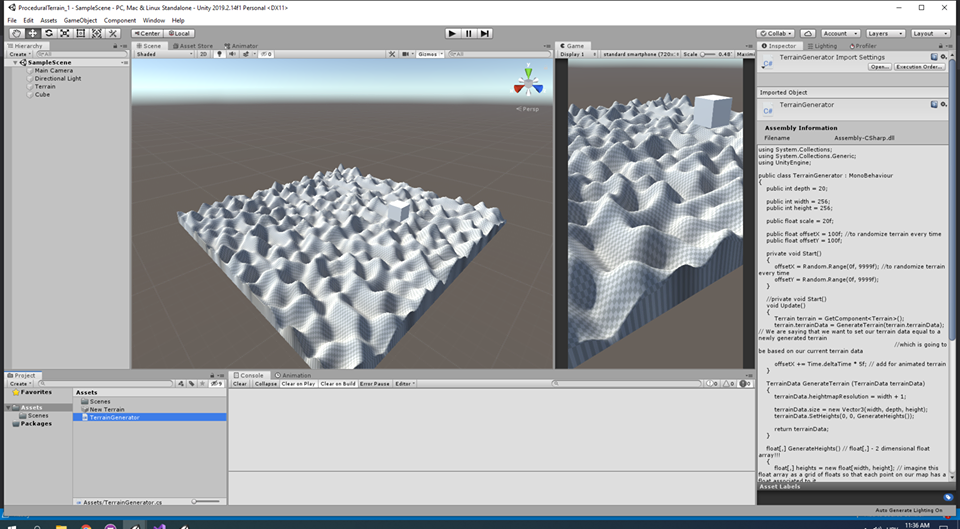 ProceduralTerrain_1 - SampleScene - PC, Mac & Linux Standalone - Unity 2019.2.14f1 Personal <DX11>
File Edit Assets GameObject Component Window Help
Center Local
Collab Account Layers Layout
Hierarchy
Create All
SampleScene
Main Camera
Directional Light
Terrain
Cube
Scene Asset Store Animator
Shaded 2D 0 Gizmos All
Persp
Game
Display 1 standard smartphone (720x Scale 0.48 Maximi
Inspector Lighting Profiler
TerrainGenerator Import Settings
Open... Execution Order...
Imported Object
TerrainGenerator
Assembly Information
Filename Assembly-CSharp.dll
using System.Collections;
using System.Collections.Generic;
using UnityEngine;
public class TerrainGenerator : MonoBehaviour
{
public int depth = 20;
public int width = 256;
public int height = 256;
public float scale = 20f;
public float offsetX = 100f; //to randomize terrain every time
public float offsetY = 100f;
private void Start()
{
offsetX = Random.Range(0f, 9999f); //to randomize terrain
every time
offsetY = Random.Range(0f, 9999f);
}
//private void Start()
void Update()
{
Terrain terrain = GetComponent<Terrain>();
terrain.terrainData = GenerateTerrain(terrain.terrainData);
// We are saying that we want to set our terrain data equal to a
newly generated terrain
//which is going to
be based on our current terrain data
offsetX += Time.deltaTime * 5f; // add for animated terrain
}
TerrainData GenerateTerrain (TerrainData terrainData)
{
terrainData.heightmapResolution = width + 1;
terrainData.size = new Vector3(width, depth, height);
terrainData.SetHeights(0, 0, GenerateHeights());
return terrainData;
}
float[,] GenerateHeights() // float[,] - 2 dimensional float
array!!!
{
float[,] heights = new float[width, height]; // imagine this
float array as a grid of floats so that each point on our map has a
float associated to it
Asset Labels
Project
Create
9
Favorites
Assets
Scenes
Packages
Assets
Scenes
New Terrain
TerrainGenerator
Assets/TerrainGenerator.cs
Console Animation
Clear Collapse Clear on Play Clear on Build Error Pause Editor
0 0 0
Auto Generate Lighting On
11:36 AM